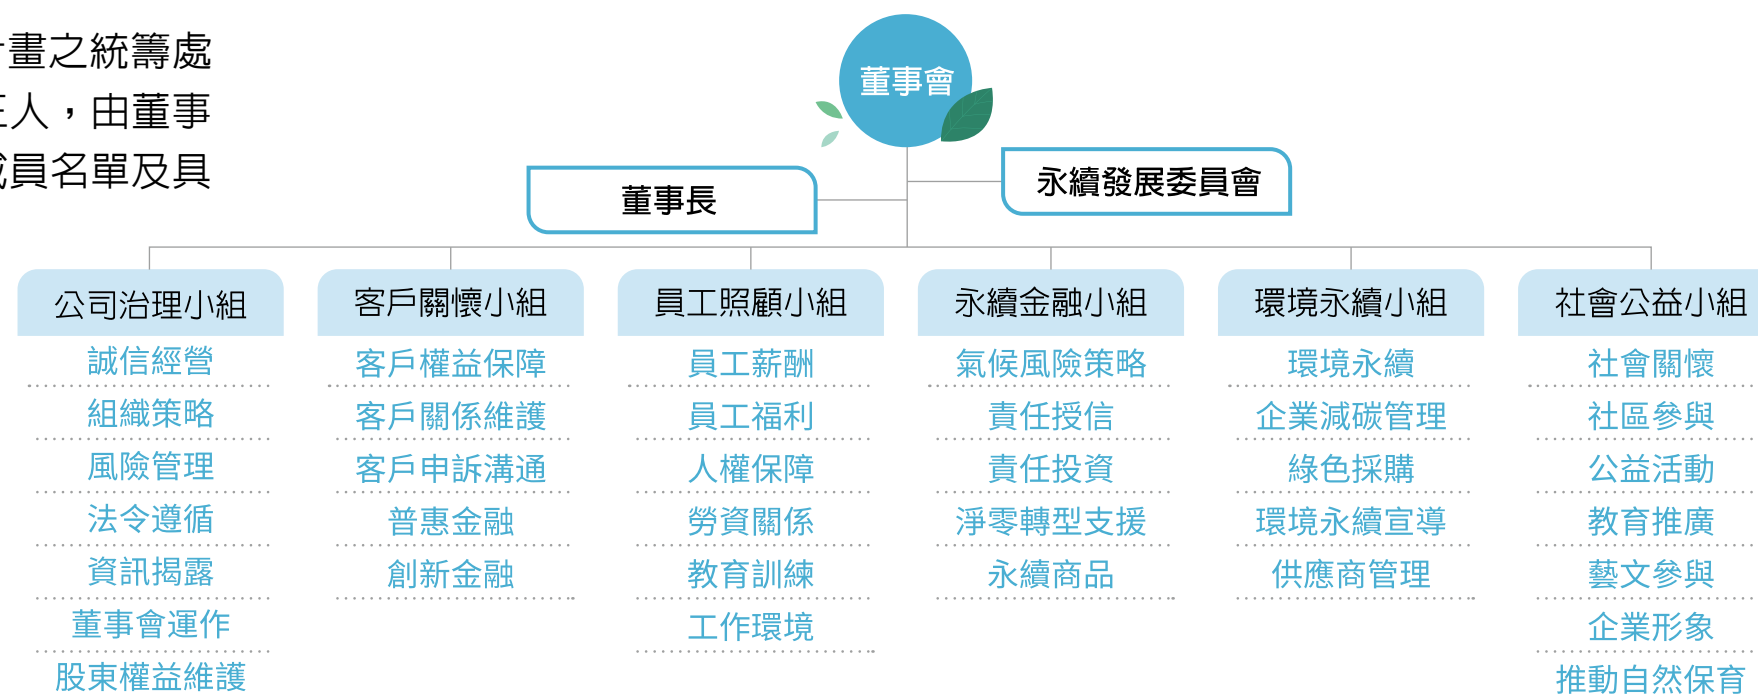 畫之統籌處
人，由董事
員名單及具
董事會
董事長
永續發展委員會
公司治理小組
誠信經營
組織策略
風險管理
法令遵循
資訊揭露
董事會運作
股東權益維護
客戶關懷小組
客戶權益保障
客戶關係維護
客戶申訴溝通
普惠金融
創新金融
員工照顧小組
員工薪酬
員工福利
人權保障
勞資關係
教育訓練
工作環境
永續金融小組
氣候風險策略
責任授信
責任投資
淨零轉型支援
永續商品
環境永續小組
環境永續
企業減碳管理
綠色採購
環境永續宣導
供應商管理
社會公益小組
社會關懷
社區參與
公益活動
教育推廣
藝文參與
企業形象
推動自然保育